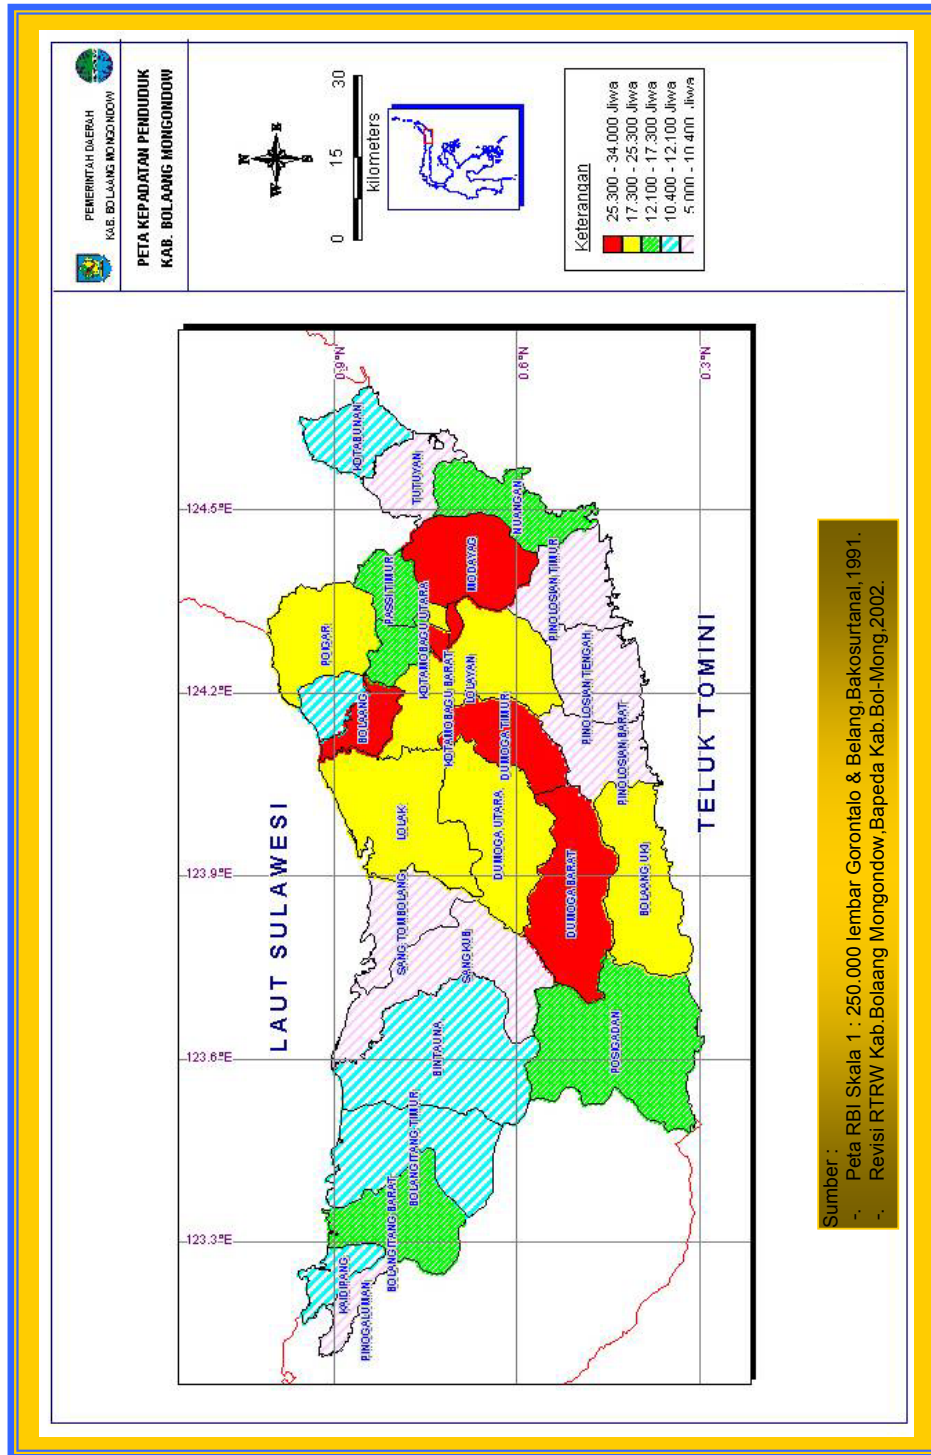 PEMERINTAH DAERAH
KAB. BOLAANG MONGONDOW
PETA KEPADATAN PENDUDUK
KAB. BOLAANG MONGONDOW
N
W
E
S
0
15
30
kilometers
Keterangan
25.300 - 34.000 Jiwa
17.300 - 25.300 Jiwa
12.100 - 17.300 Jiwa
10.400 - 12.100 Jiwa
5.000 - 10.400 Jiwa
123.3°E
123.6°E
123.9°E
124.2°E
124.5°E
0.9°N
0.6°N
0.3°N
LAUT SULAWESI
TELUK TOMINI
KAIDIPANG
PINOGALUMAN
BOLANGITANG BARAT
BOLANGITANG TIMUR
BINTAUNA
SANGKUB
SANG TOMBOLANG
LOLAK
DUMOGA UTARA
DUMOGA BARAT
DUMOGA TIMUR
BOLAANG UKI
POSIGADAN
BOLAANG
POIGAR
PASSI TIMUR
KOTAMOBAGU UTARA
KOTAMOBAGU BARAT
LOLAYAN
MODAYAG
PINOLOSIAN BARAT
PINOLOSIAN TENGAH
PINOLOSIAN TIMUR
NUANGAN
TUTUYAN
KOTABUNAN
Sumber :
-. Peta RBI Skala 1 : 250.000 lembar Gorontalo & Belang,Bakosurtanal,1991.
-. Revisi RTRW Kab.Bolaang Mongondow,Bapeda Kab.Bol-Mong,2002.